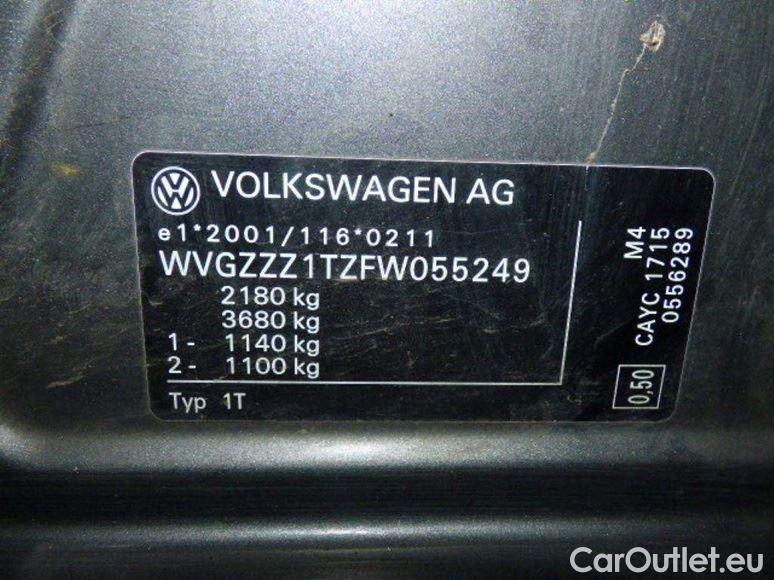 VOLKSWAGEN AG
e1*2001/116*0211
WVGZZZ1TZFW055249
2180 kg
3680 kg
1 - 1140 kg
2 - 1100 kg
Typ 1T
M4
CAYC 1715
0556289
0,50
CarOutlet.eu